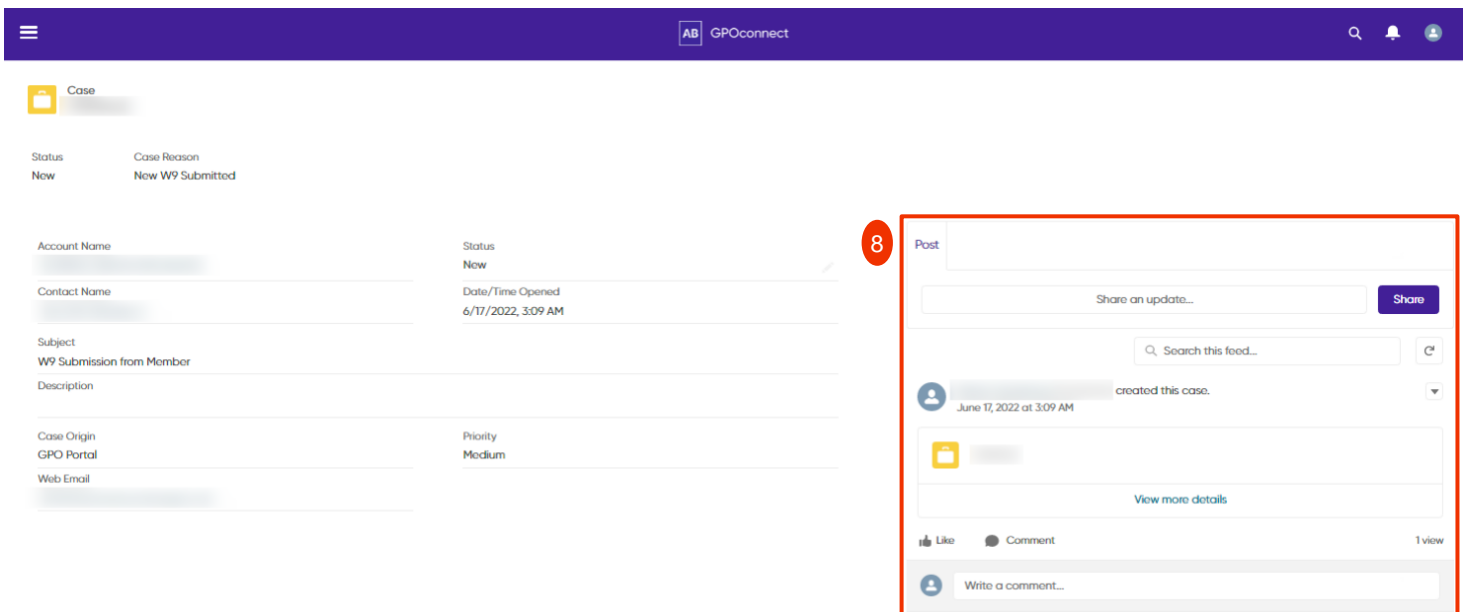 AB GPOconnect
Case
Status Case Reason
New New W9 Submitted
Account Name Status
New
Contact Name Date/Time Opened
6/17/2022, 3:09 AM
Subject
W9 Submission from Member
Description
Case Origin Priority
GPO Portal Medium
Web Email
8
Post
Share an update... Share
Search this feed...
created this case.
June 17, 2022 at 3:09 AM
View more details
Like Comment 1 view
Write a comment...